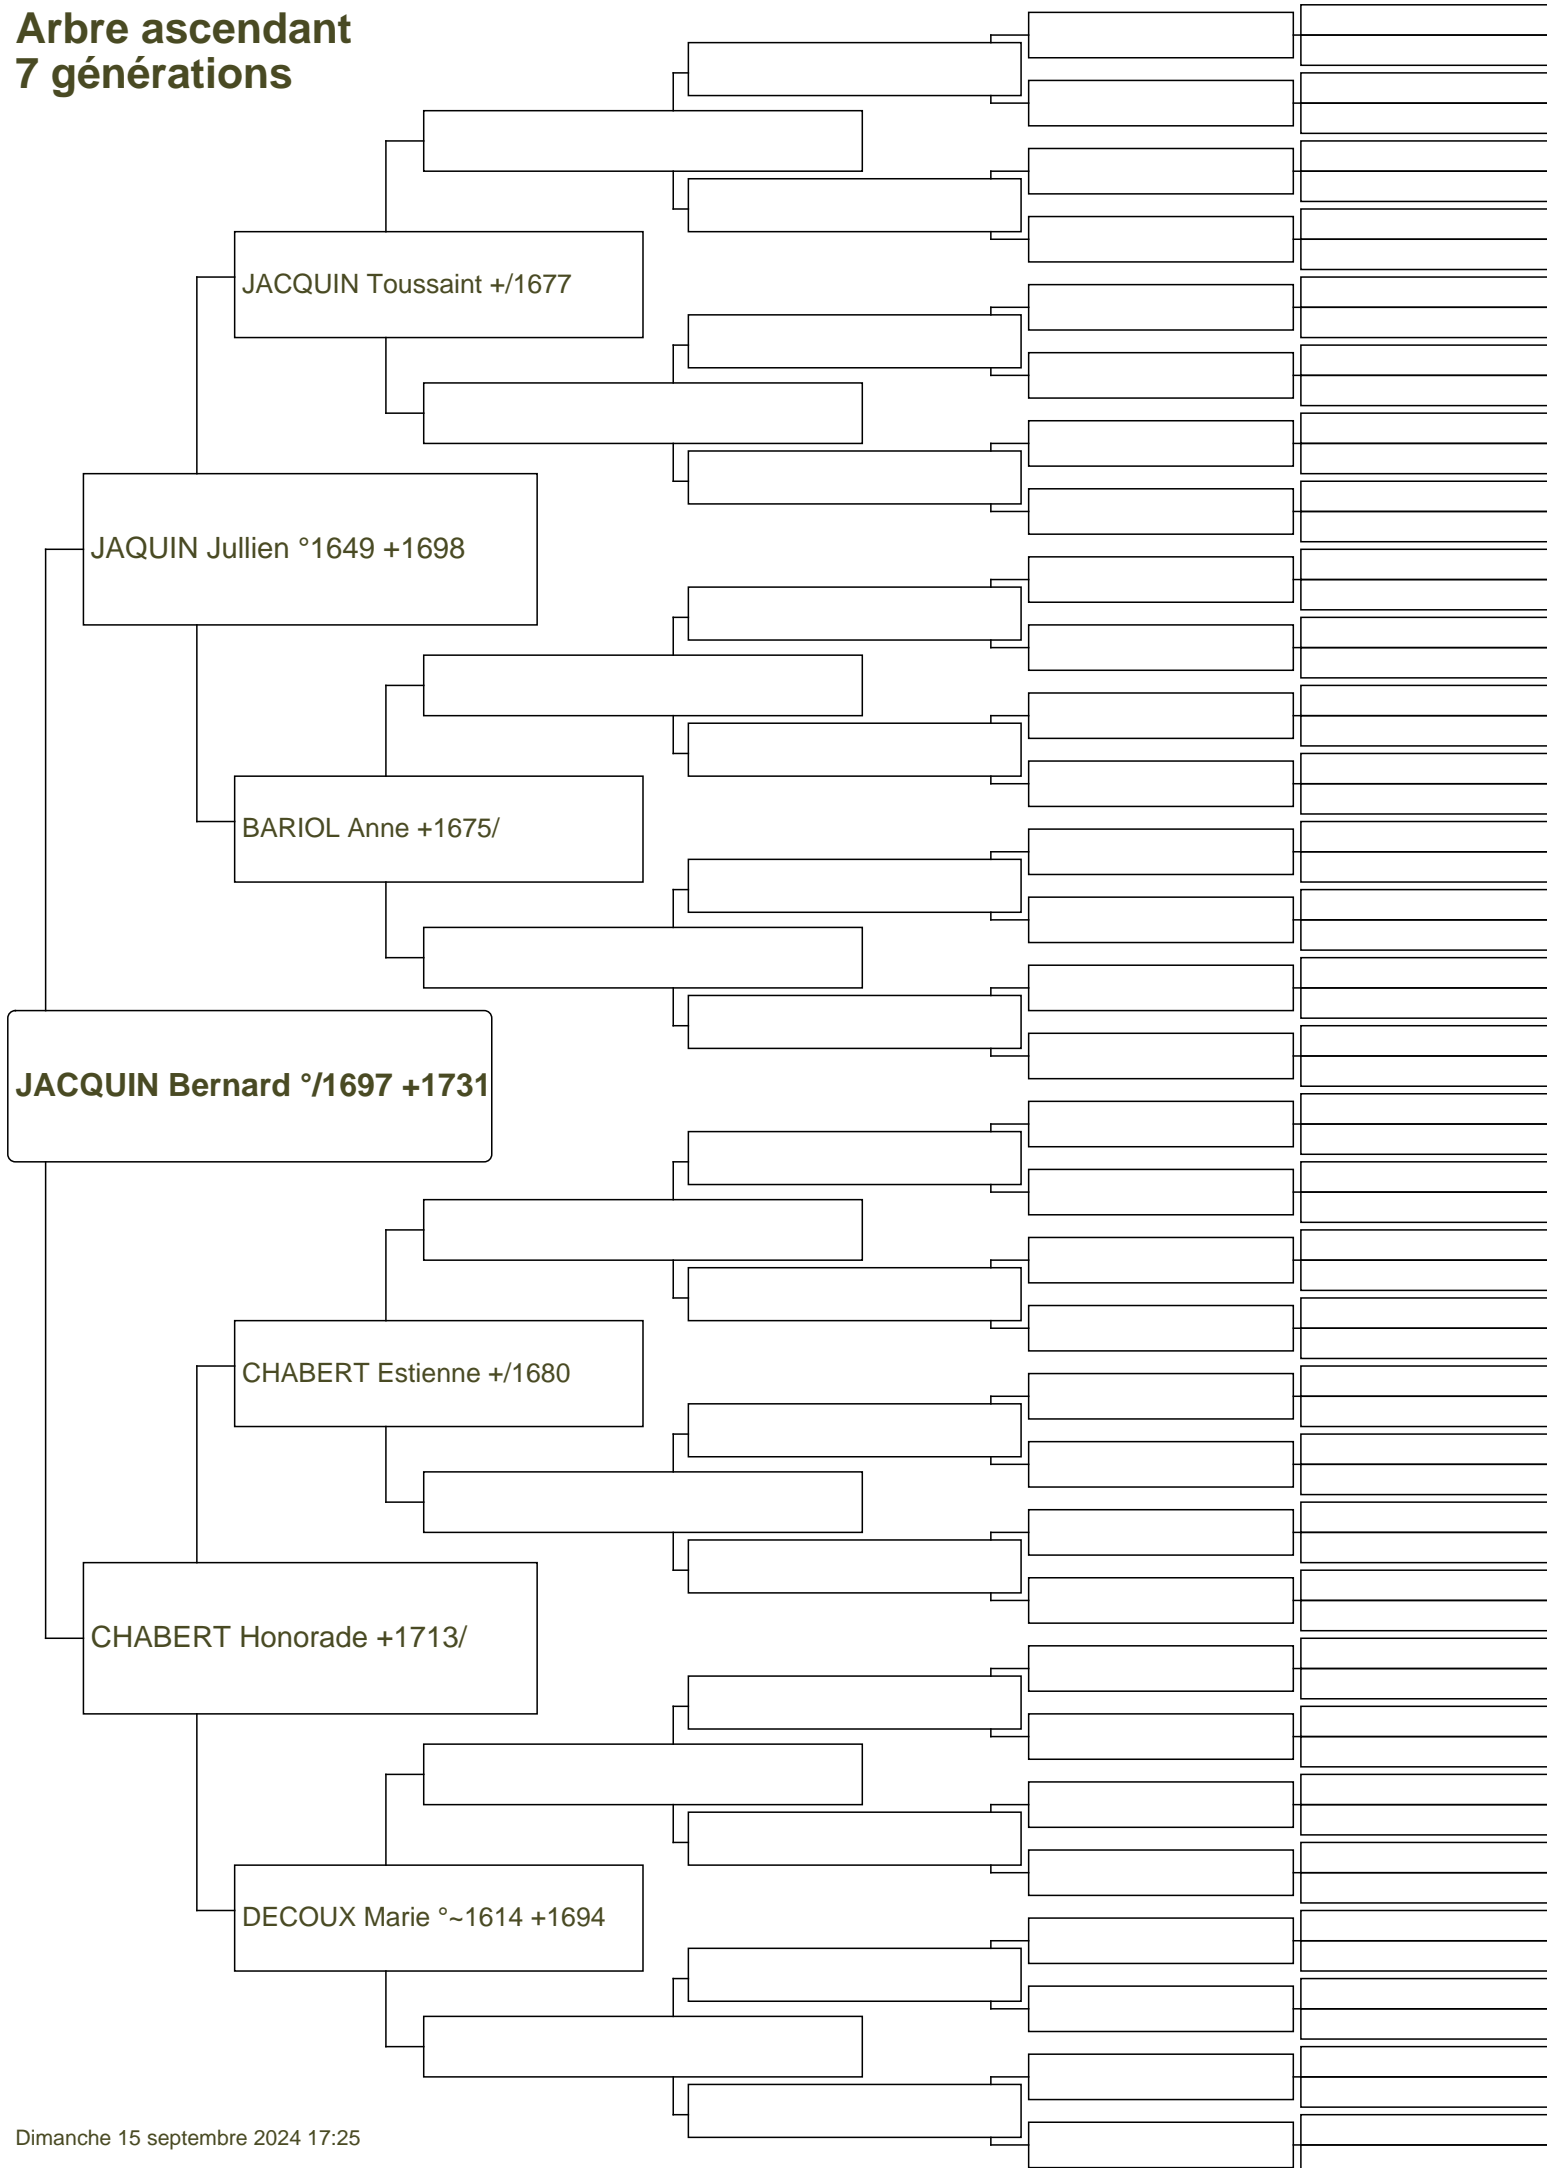 Arbre ascendant
7 générations
JACQUIN Toussaint +/1677
JAQUIN Jullien °1649 +1698
BARIOL Anne +1675/
JACQUIN Bernard °/1697 +1731
CHABERT Estienne +/1680
CHABERT Honorade +1713/
DECOUX Marie °~1614 +1694
Dimanche 15 septembre 2024 17:25